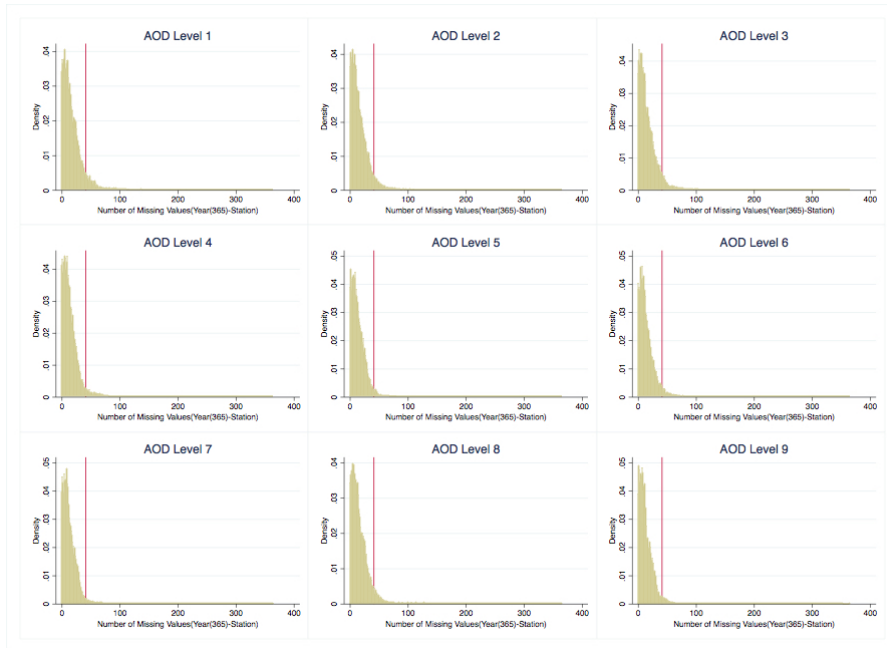 AOD Level 1
Density
0 .01 .02 .03 .04
0 100 200 300 400
Number of Missing Values(Year(365)-Station)
AOD Level 2
Density
0 .01 .02 .03 .04
0 100 200 300 400
Number of Missing Values(Year(365)-Station)
AOD Level 3
Density
0 .01 .02 .03 .04
0 100 200 300 400
Number of Missing Values(Year(365)-Station)
AOD Level 4
Density
0 .01 .02 .03 .04
0 100 200 300 400
Number of Missing Values(Year(365)-Station)
AOD Level 5
Density
0 .01 .02 .03 .04 .05
0 100 200 300 400
Number of Missing Values(Year(365)-Station)
AOD Level 6
Density
0 .01 .02 .03 .04 .05
0 100 200 300 400
Number of Missing Values(Year(365)-Station)
AOD Level 7
Density
0 .01 .02 .03 .04 .05
0 100 200 300 400
Number of Missing Values(Year(365)-Station)
AOD Level 8
Density
0 .01 .02 .03 .04
0 100 200 300 400
Number of Missing Values(Year(365)-Station)
AOD Level 9
Density
0 .01 .02 .03 .04 .05
0 100 200 300 400
Number of Missing Values(Year(365)-Station)